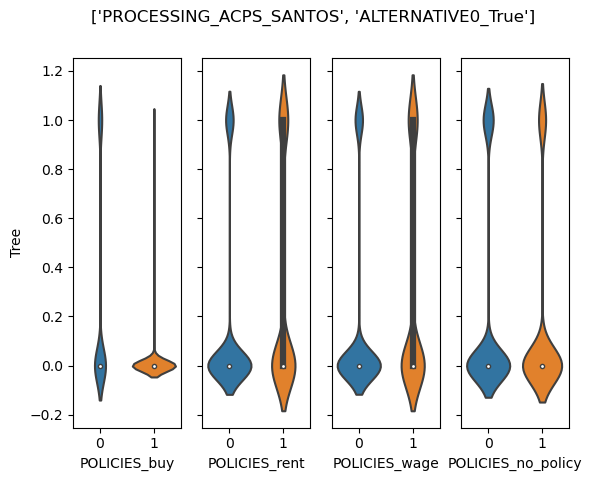 ['PROCESSING_ACPS_SANTOS', 'ALTERNATIVE0_True']
1.2
1.0
0.8
0.6
0.4
0.2
0.0
−0.2
Tree
0 1 0 1 0 1 0 1
POLICIES_buy POLICIES_rent POLICIES_wage POLICIES_no_policy